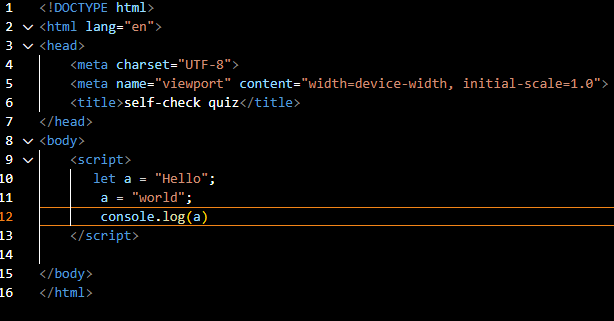 1 <!DOCTYPE html>
2 <html lang="en">
3 <head>
4 <meta charset="UTF-8">
5 <meta name="viewport" content="width=device-width, initial-scale=1.0">
6 <title>self-check quiz</title>
7 </head>
8 <body>
9 <script>
10 let a = "Hello";
11 a = "world";
12 console.log(a)
13 </script>
14
15 </body>
16 </html>